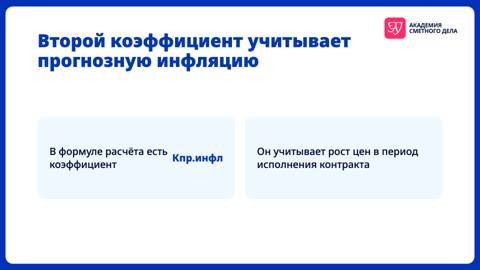 АКАДЕМИЯ
СМЕТНОГО ДЕЛА
Второй коэффициент учитывает
прогнозную инфляцию
В формуле расчёта есть
коэффициент Кпр.инфл
Он учитывает рост цен в период
исполнения контракта